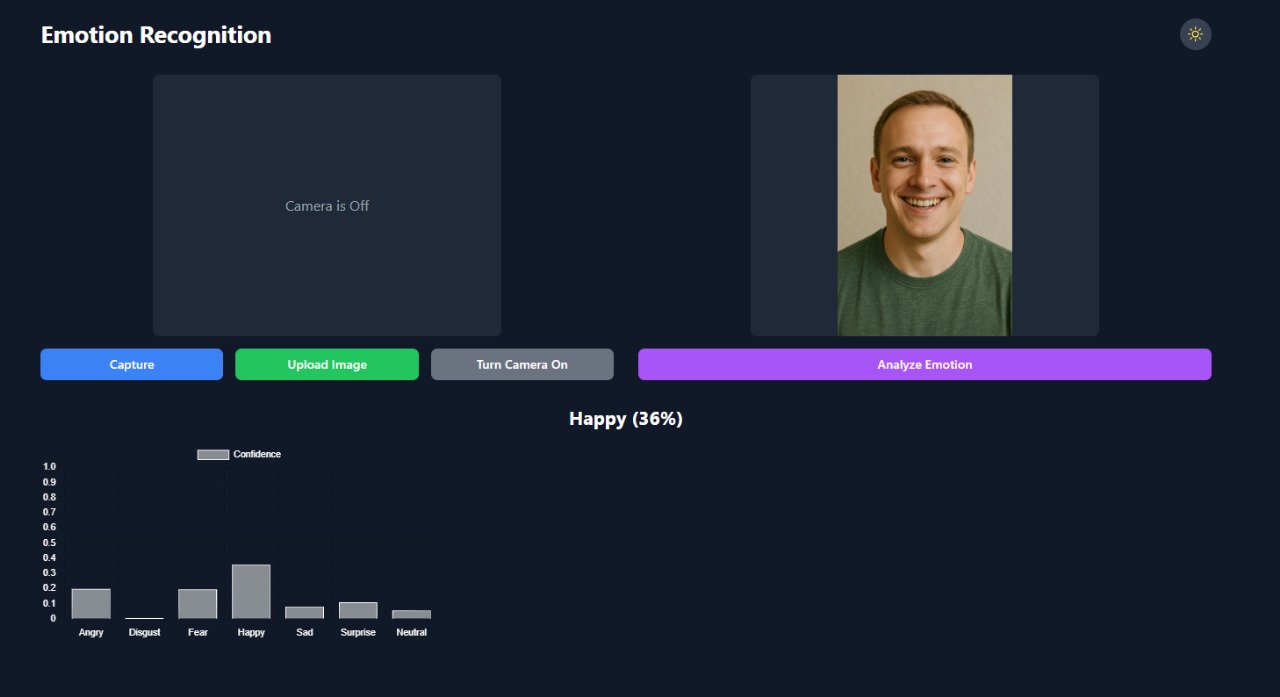 Emotion Recognition
Camera is Off
Capture
Upload Image
Turn Camera On
Analyze Emotion
Happy (36%)
Confidence
1.0
0.9
0.8
0.7
0.6
0.5
0.4
0.3
0.2
0.1
0
Angry Disgust Fear Happy Sad Surprise Neutral